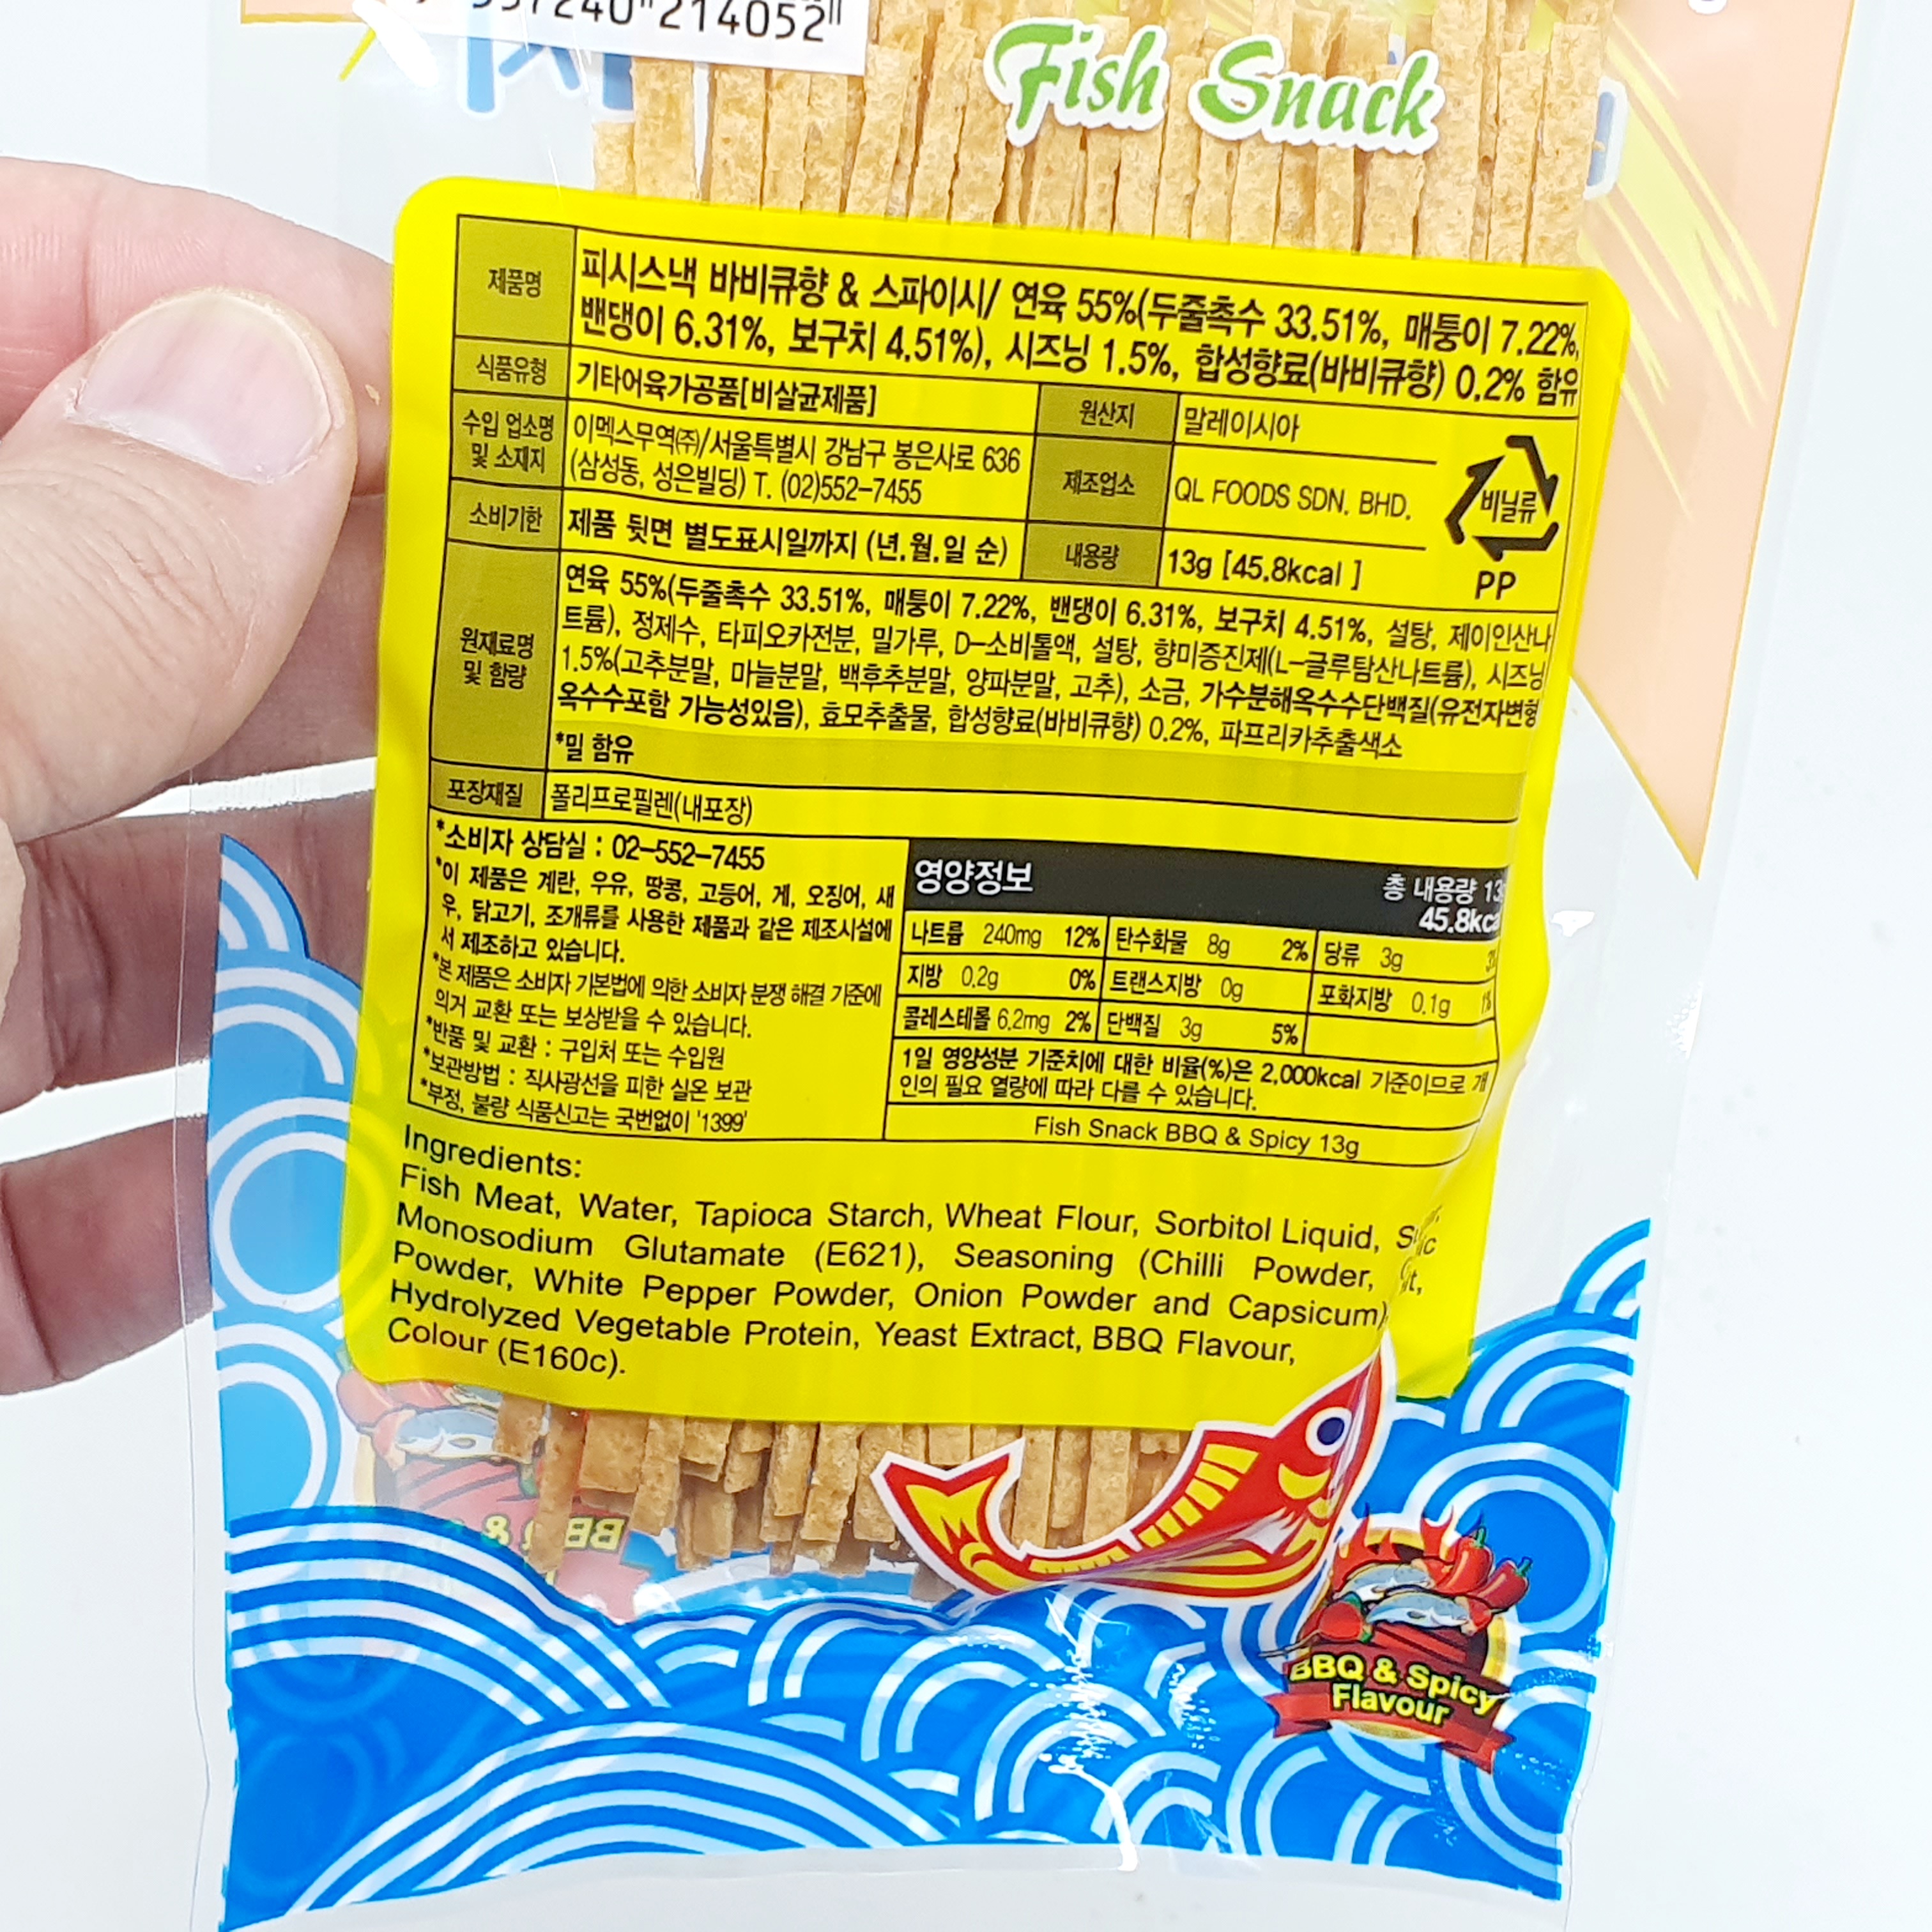 214052
Fish Snack
제품명
피시스낵 바비큐향 & 스파이시/ 연육 55%(두줄촉수 33.51%, 매퉁이 7.22%,
밴댕이 6.31%, 보구치 4.51%), 시즈닝 1.5%, 합성향료(바비큐향) 0.2% 함유
식품유형
기타어육가공품[비살균제품]
원산지
말레이시아
수입 업소명
및 소재지
이멕스무역㈜/서울특별시 강남구 봉은사로 636
(삼성동, 성은빌딩) T. (02)552-7455
제조업소
QL FOODS SDN. BHD.
비닐류
PP
소비기한
제품 뒷면 별도표시일까지 (년.월.일 순)
내용량
13g [45.8kcal ]
원재료명
및 함량
연육 55%(두줄촉수 33.51%, 매퉁이 7.22%, 밴댕이 6.31%, 보구치 4.51%, 설탕, 제이인산나
트륨), 정제수, 타피오카전분, 밀가루, D-소비톨액, 설탕, 향미증진제(L-글루탐산나트륨), 시즈닝
1.5%(고추분말, 마늘분말, 백후추분말, 양파분말, 고추), 소금, 가수분해옥수수단백질(유전자변형
옥수수포함 가능성있음), 효모추출물, 합성향료(바비큐향) 0.2%, 파프리카추출색소
*밀 함유
포장재질
폴리프로필렌(내포장)
*소비자 상담실 : 02-552-7455
*이 제품은 계란, 우유, 땅콩, 고등어, 게, 오징어, 새
우, 닭고기, 조개류를 사용한 제품과 같은 제조시설에
서 제조하고 있습니다.
*본 제품은 소비자 기본법에 의한 소비자 분쟁 해결 기준에
의거 교환 또는 보상받을 수 있습니다.
*반품 및 교환 : 구입처 또는 수입원
*보관방법 : 직사광선을 피한 실온 보관
*부정, 불량 식품신고는 국번없이 '1399'
영양정보
총 내용량 13
45.8kca
나트륨 240mg 12% 탄수화물 8g 2% 당류 3g
지방 0.2g 0% 트랜스지방 0g 포화지방 0.1g 1%
콜레스테롤 6.2mg 2% 단백질 3g 5%
1일 영양성분 기준치에 대한 비율(%)은 2,000kcal 기준이므로 개
인의 필요 열량에 따라 다를 수 있습니다.
Fish Snack BBQ & Spicy 13g
Ingredients:
Fish Meat, Water, Tapioca Starch, Wheat Flour, Sorbitol Liquid,
Monosodium Glutamate (E621), Seasoning (Chilli Powder,
Powder, White Pepper Powder, Onion Powder and Capsicum),
Hydrolyzed Vegetable Protein, Yeast Extract, BBQ Flavour,
Colour (E160c).
BBQ & Spicy
Flavour